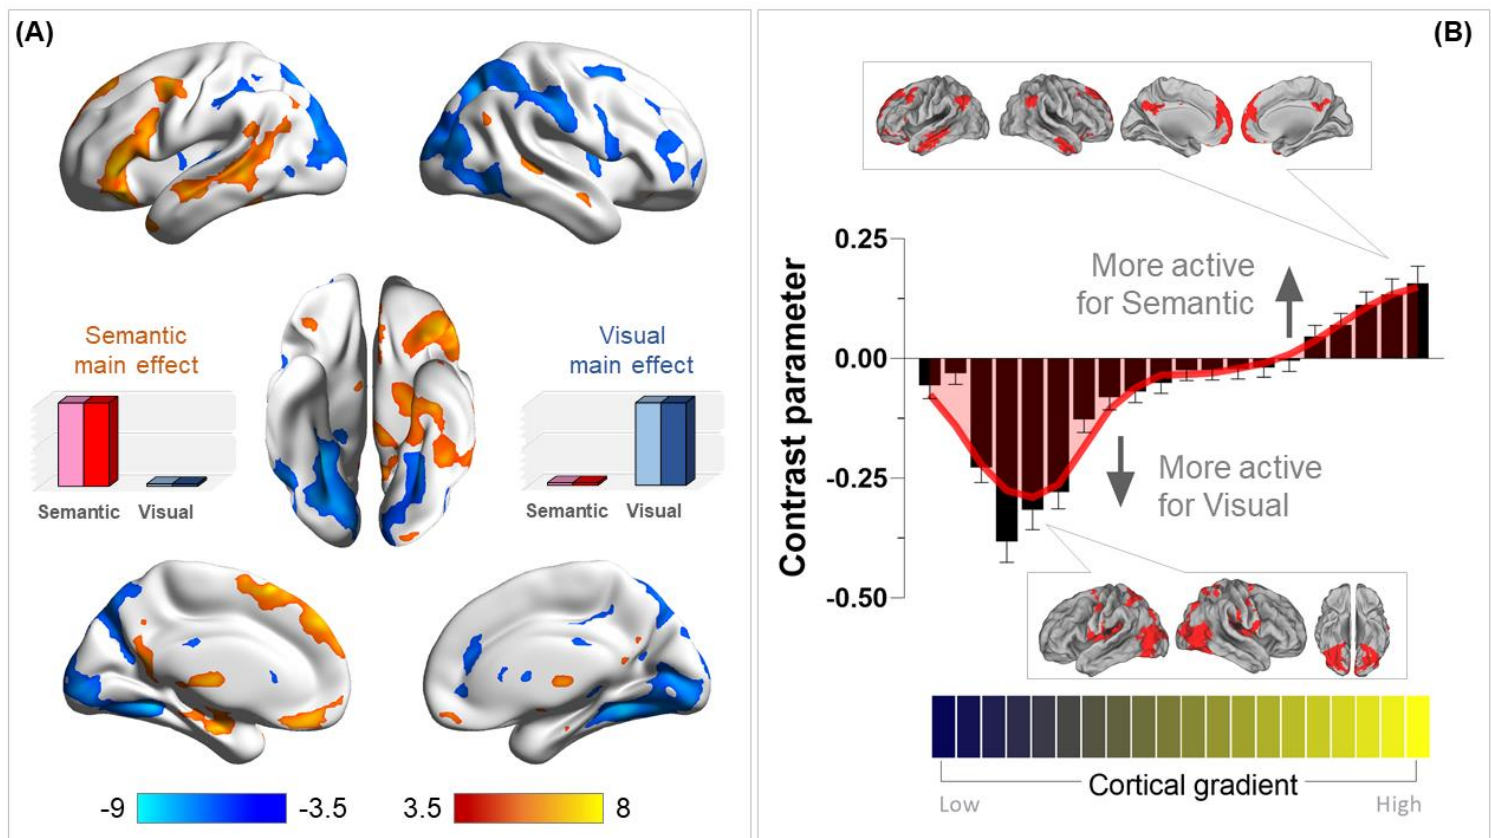 (A)
Semantic
main effect
Semantic
Visual
Visual
main effect
Semantic
Visual
-9
-3.5
3.5
8
(B)
0.25
0.00
-0.25
-0.50
Contrast parameter
More active
for Semantic
More active
for Visual
Cortical gradient
Low
High